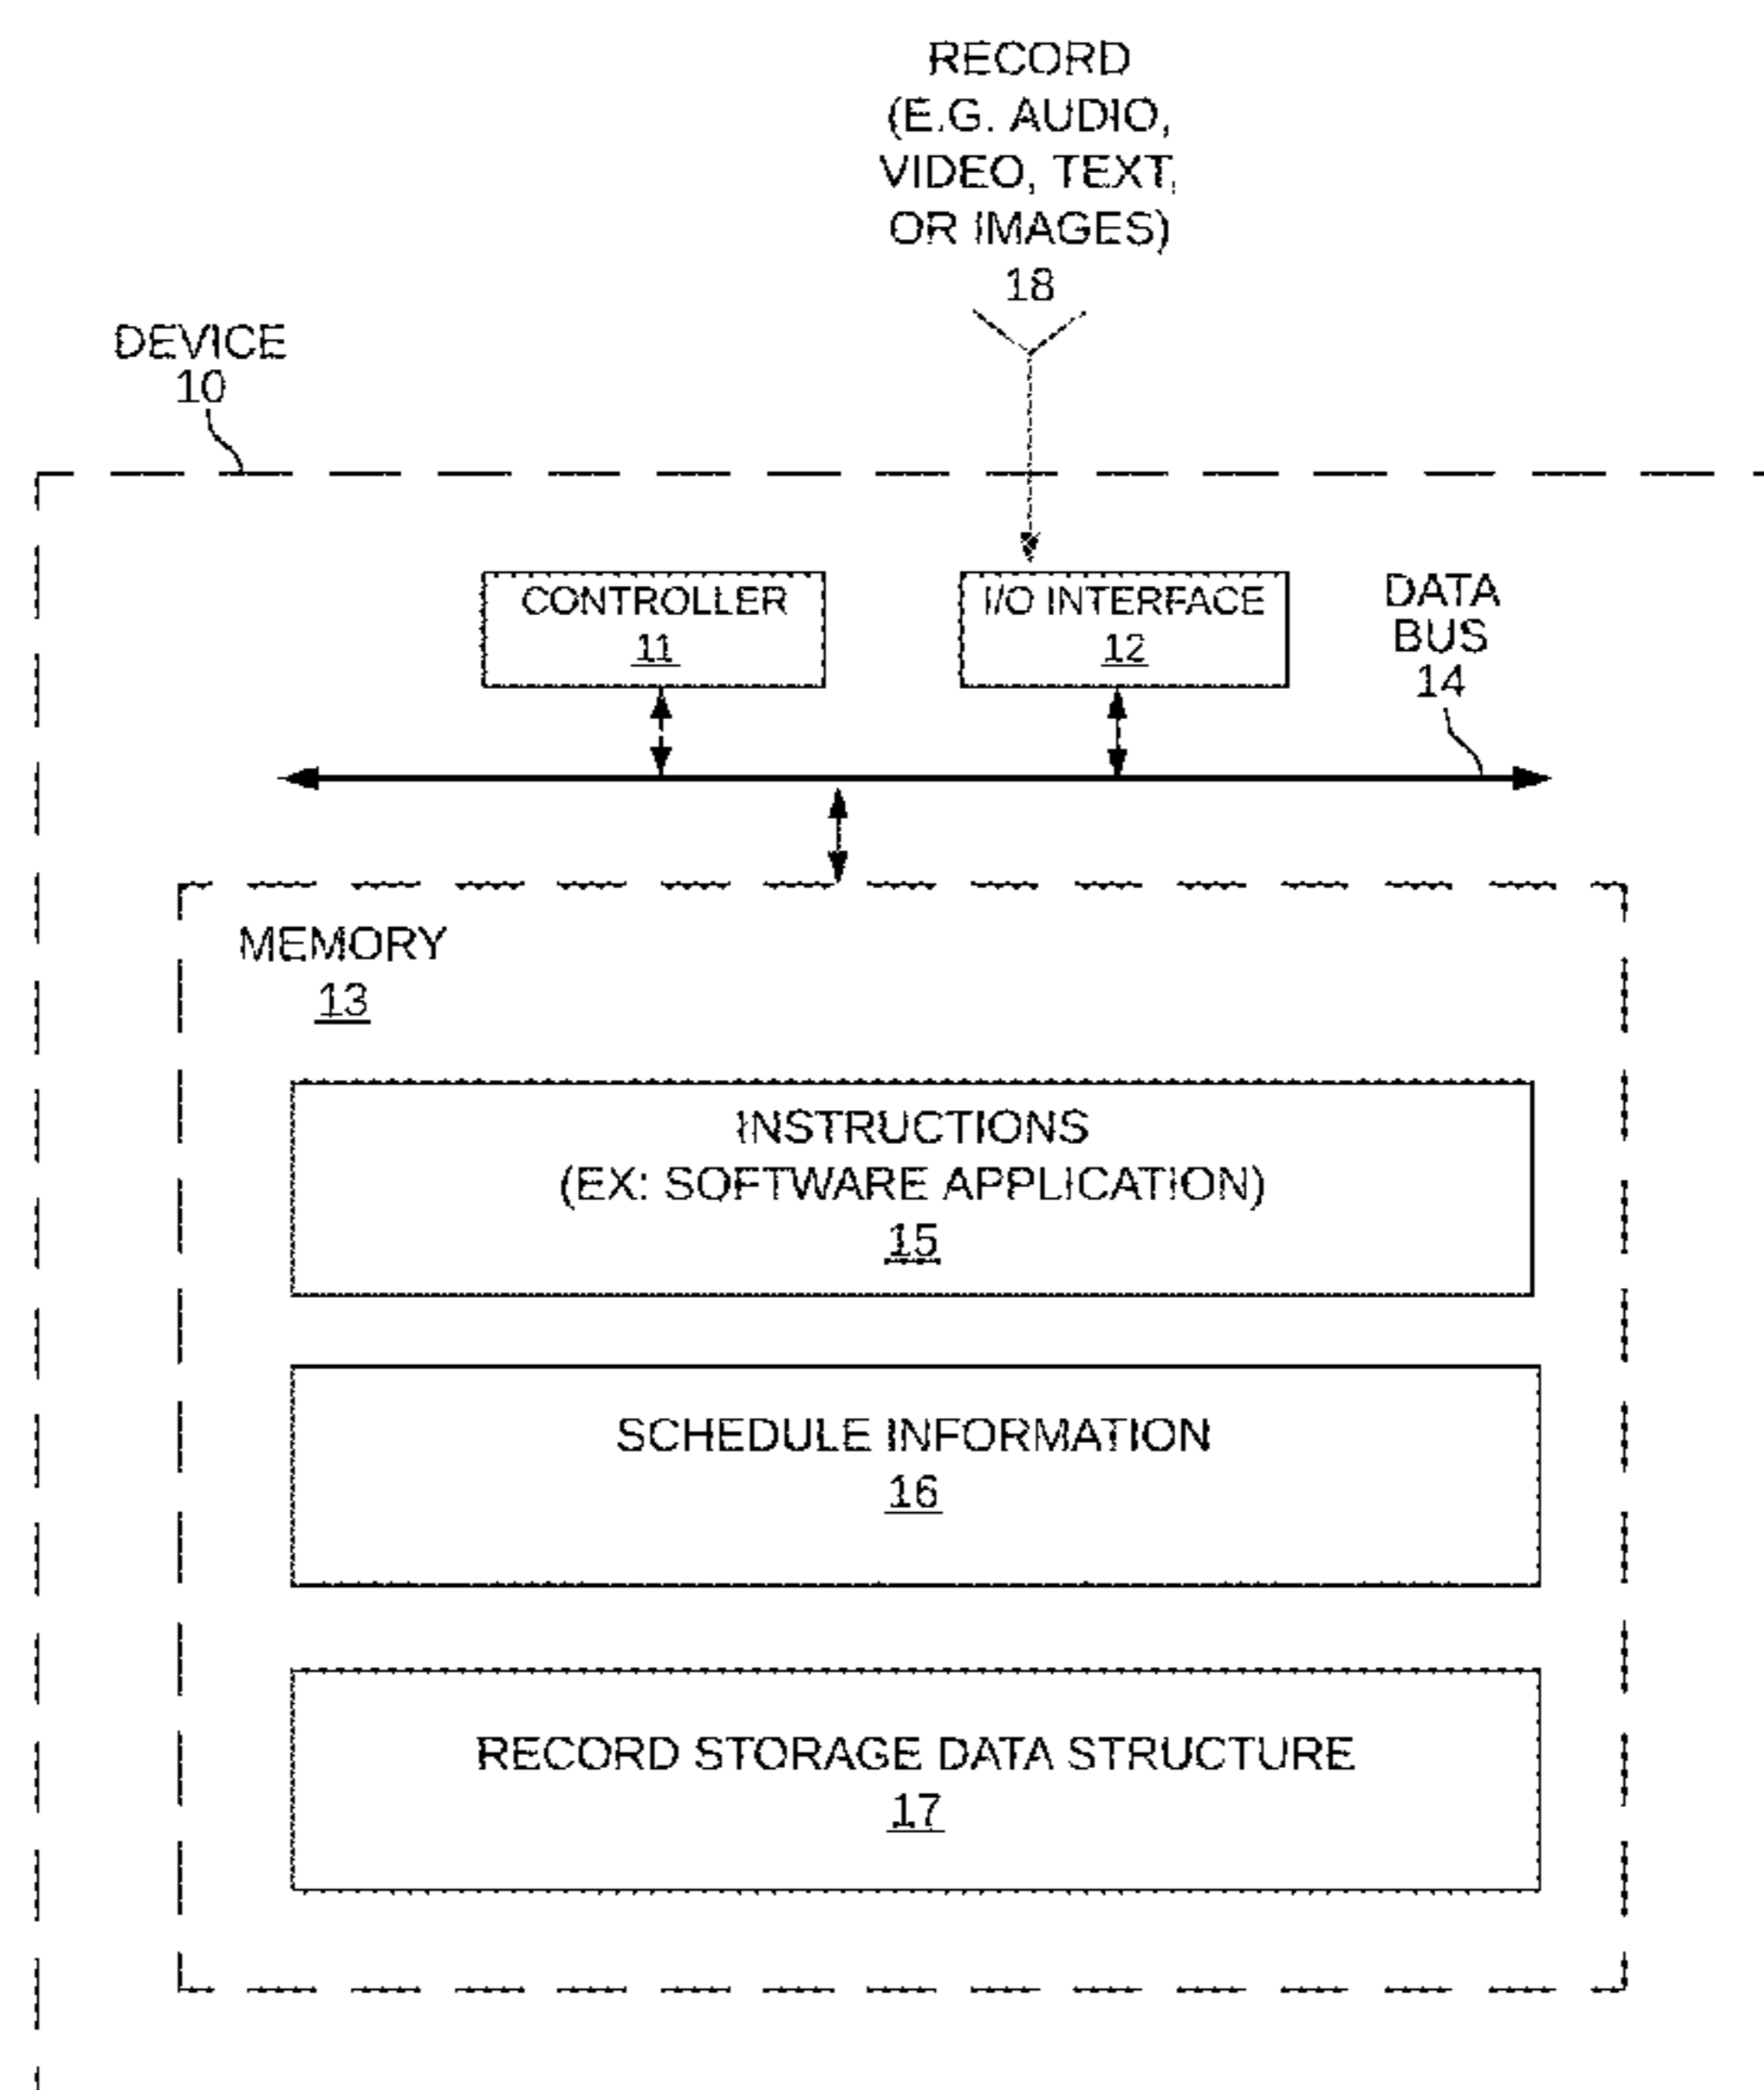 RECORD
(E.G. AUDIO,
VIDEO, TEXT,
OR IMAGES)
18
DEVICE
10
CONTROLLER
11
I/O INTERFACE
12
DATA
BUS
14
MEMORY
13
INSTRUCTIONS
(EX: SOFTWARE APPLICATION)
15
SCHEDULE INFORMATION
16
RECORD STORAGE DATA STRUCTURE
17